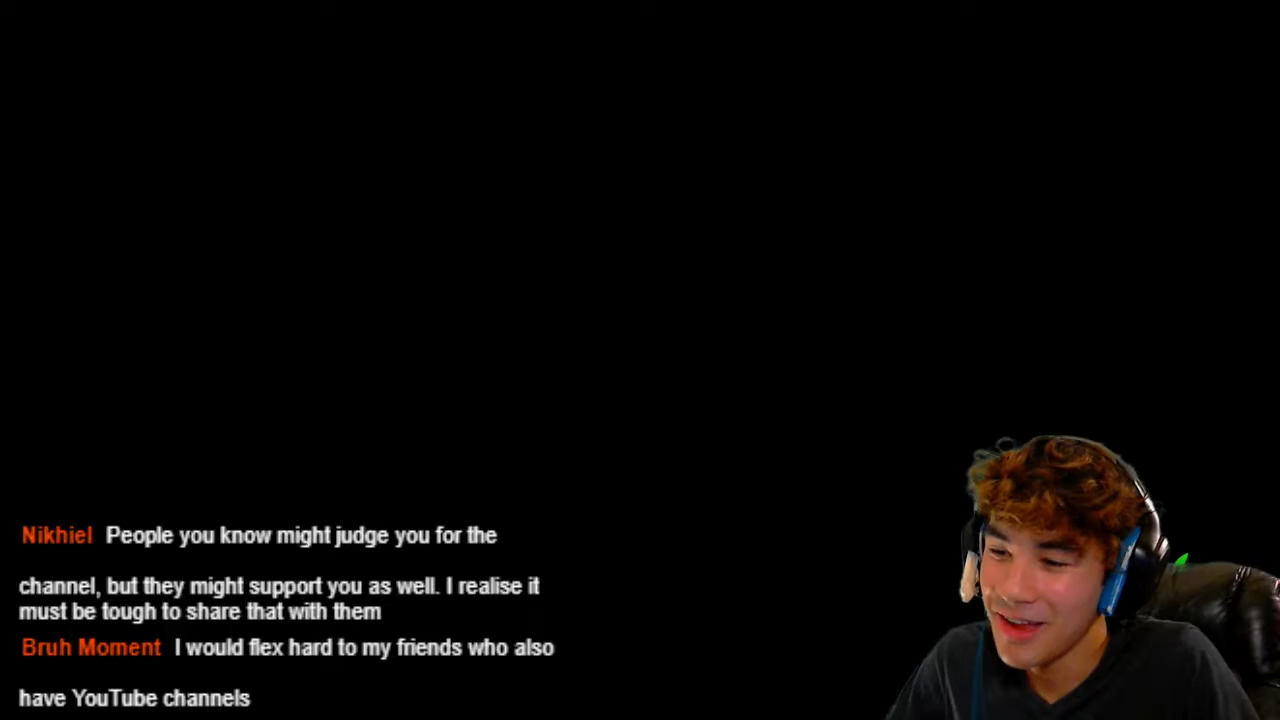 Nikhiel People you know might judge you for the
channel, but they might support you as well. I realise it
must be tough to share that with them
Bruh Moment I would flex hard to my friends who also
have YouTube channels